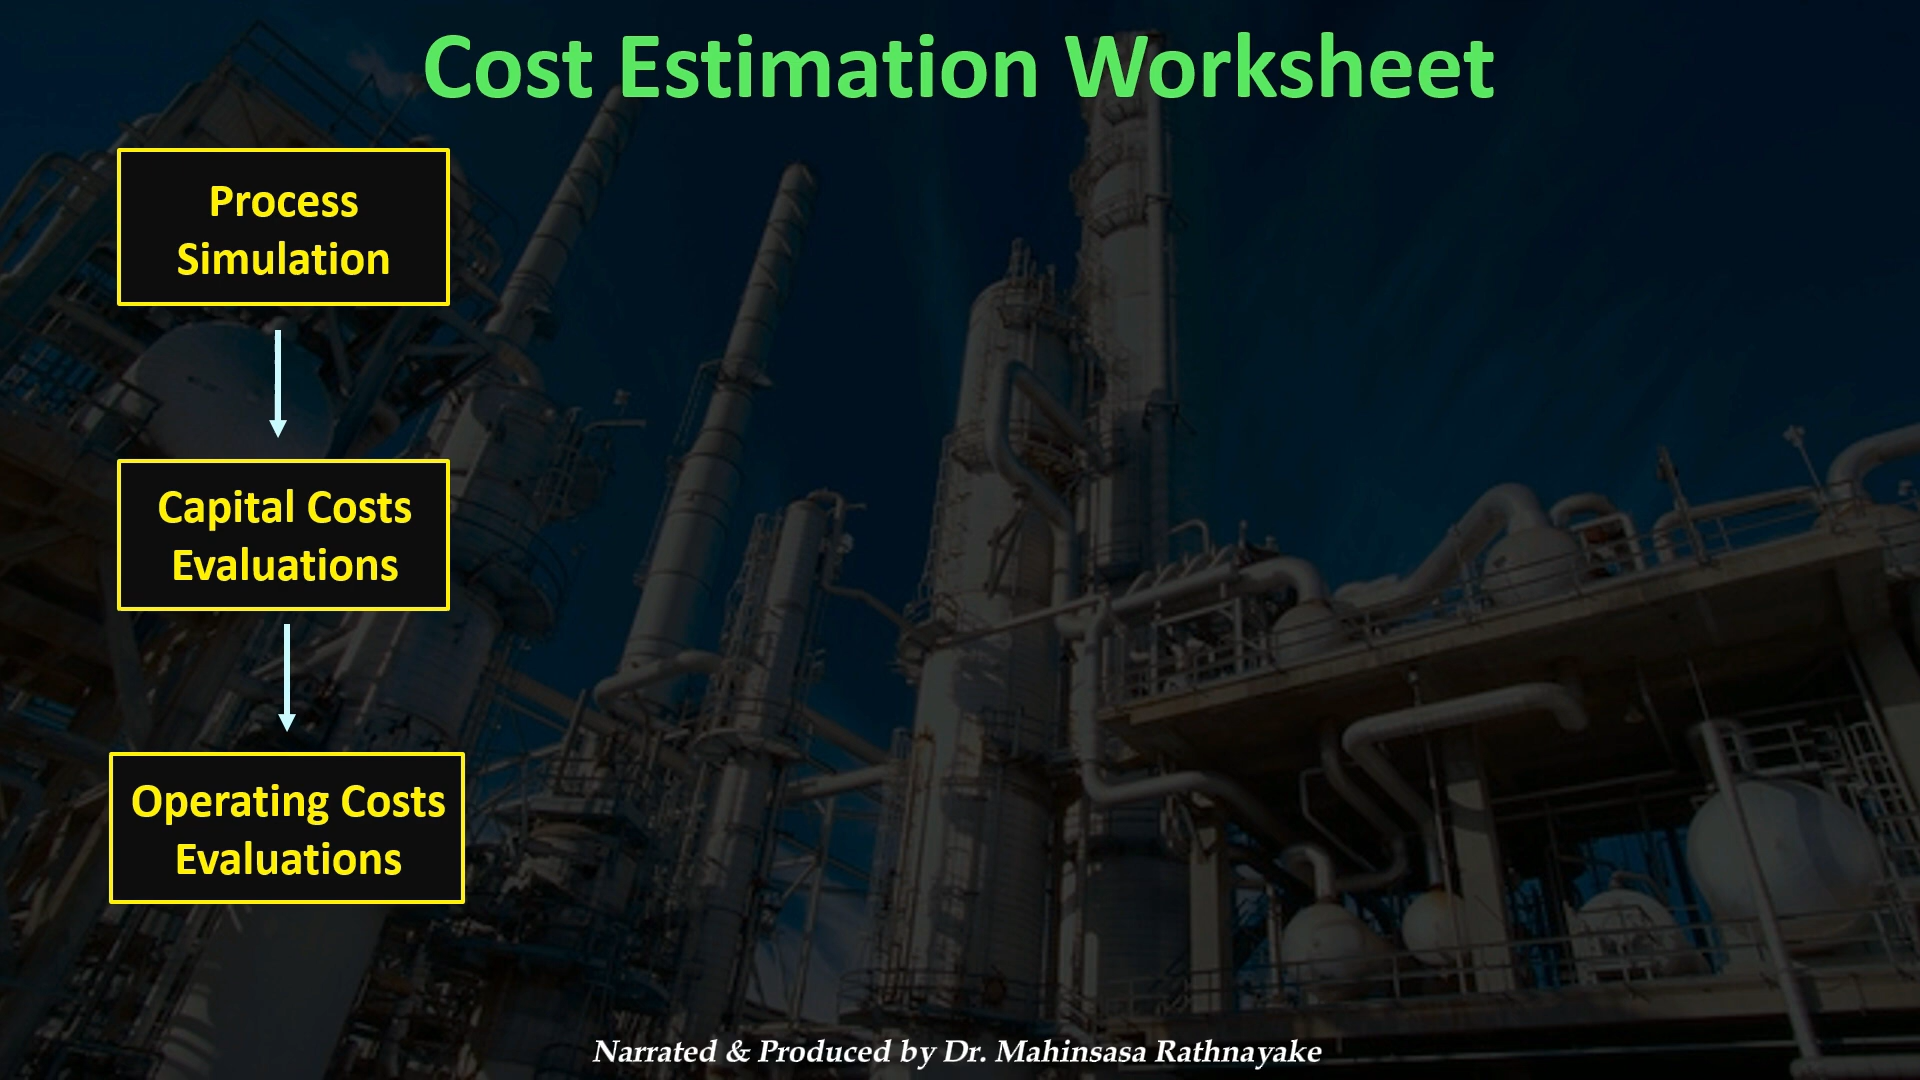 Cost Estimation Worksheet
Process
Simulation
Capital Costs
Evaluations
Operating Costs
Evaluations
Narrated & Produced by Dr. Mahinsasa Rathnayake